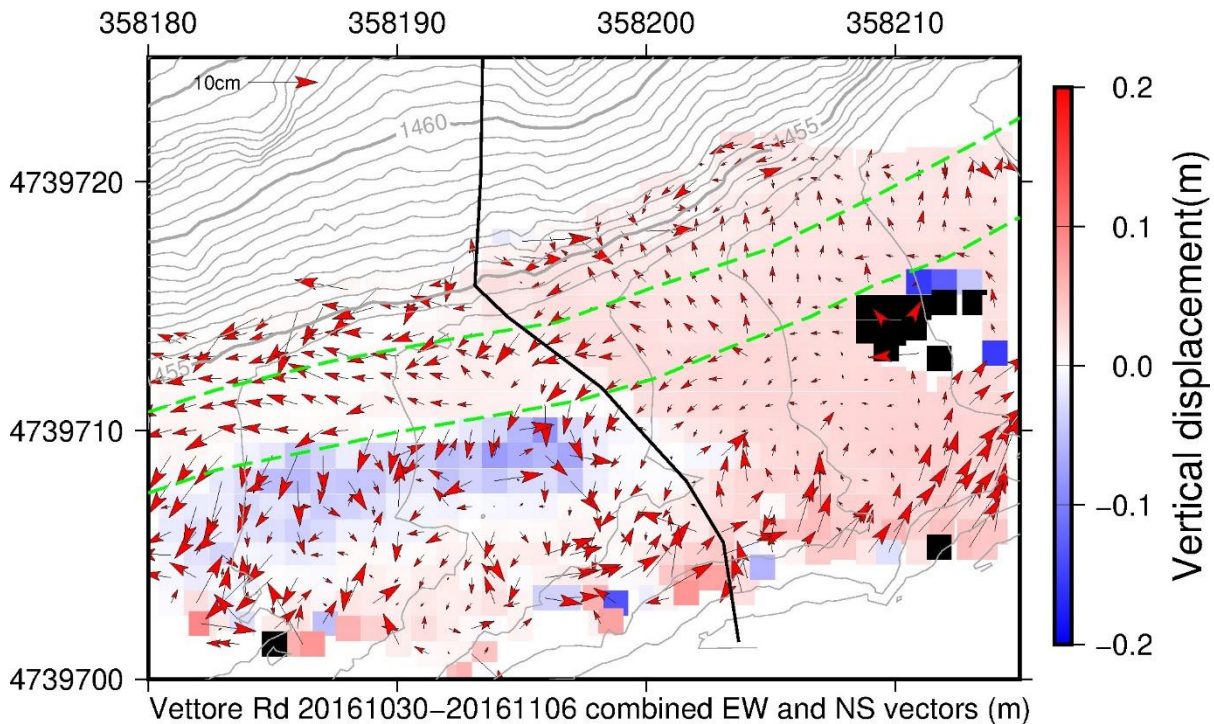 358180 358190 358200 358210
10cm
1460
1455
4739720
1455
4739710
4739700
0.2
0.1
0.0
−0.1
−0.2
Vertical displacement(m)
Vettore Rd 20161030−20161106 combined EW and NS vectors (m)